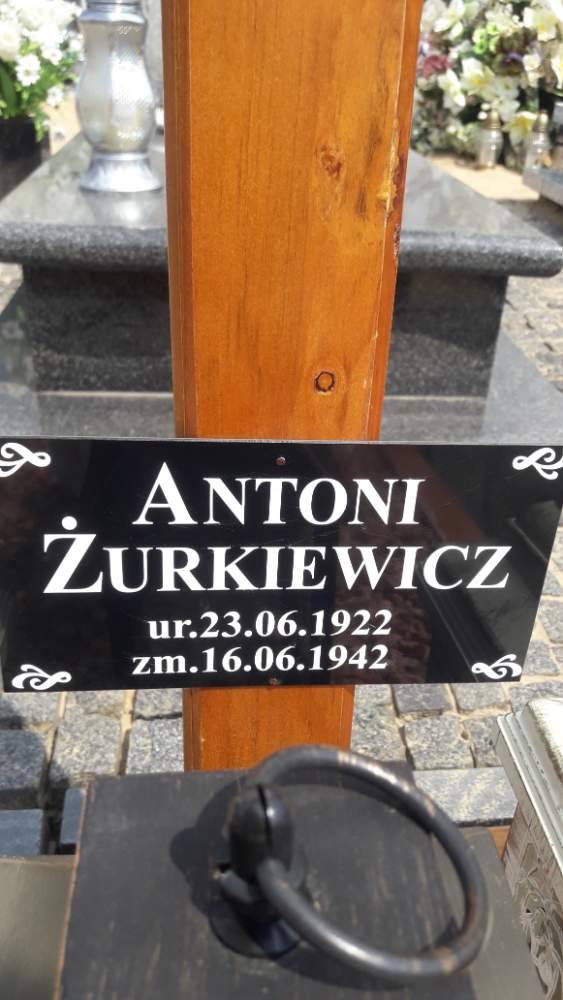 ANTONI
ŻURKIEWICZ
ur.23.06.1922
zm.16.06.1942